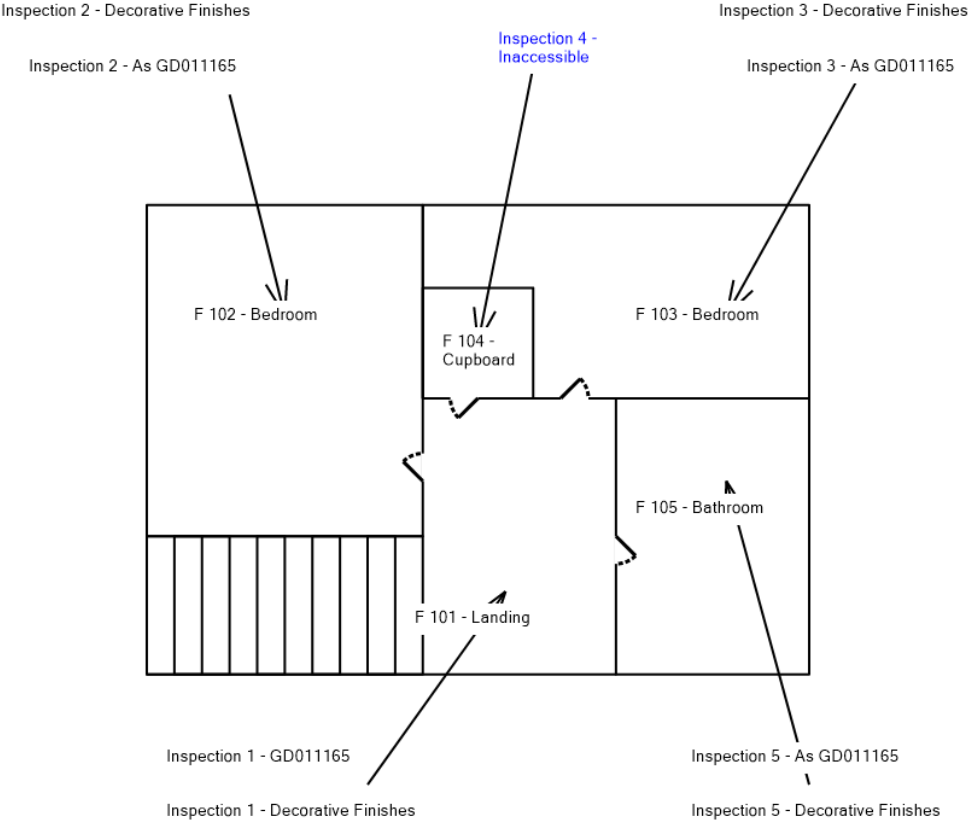 Inspection 2 - Decorative Finishes
Inspection 3 - Decorative Finishes
Inspection 4 -
Inaccessible
Inspection 2 - As GD011165
Inspection 3 - As GD011165
F 102 - Bedroom
F 103 - Bedroom
F 104 -
Cupboard
F 105 - Bathroom
F 101 - Landing
Inspection 1 - GD011165
Inspection 5 - As GD011165
Inspection 1 - Decorative Finishes
Inspection 5 - Decorative Finishes